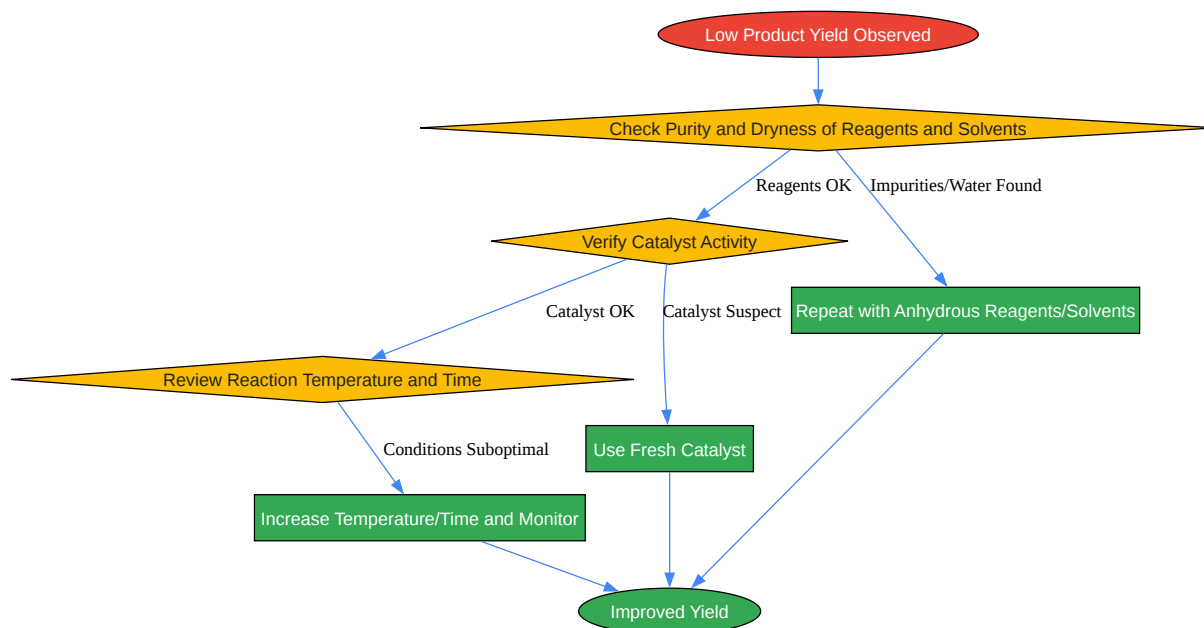 Low Product Yield Observed
Check Purity and Dryness of Reagents and Solvents
Reagents OK
Impurities/Water Found
Verify Catalyst Activity
Catalyst OK
Catalyst Suspect
Repeat with Anhydrous Reagents/Solvents
Review Reaction Temperature and Time
Conditions Suboptimal
Use Fresh Catalyst
Increase Temperature/Time and Monitor
Improved Yield